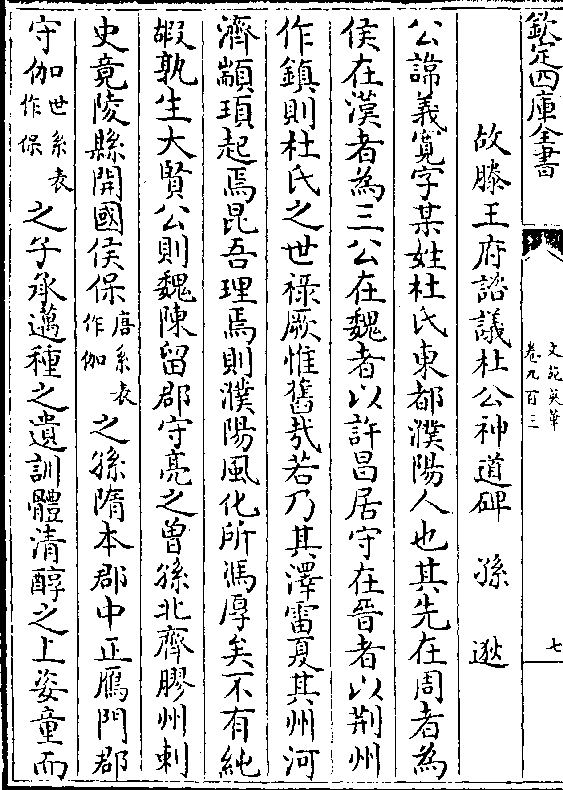 欽定四庫全書
文苑英華
卷九百三
七
故滕王府諮議杜公神道碑 孫逖
公諱義寛字某姓杜氏東都濮陽人也其先在周者為
侯在漢者為三公在魏者以許昌居守在晉者以荆州
作鎮則杜氏之世祿厥惟舊哉若乃其澤雷夏其州河
濟顓頊起焉昆吾理焉則濮陽風化所馮厚矣不有純
嘏孰生大賢公則魏陳留郡守亮之曾孫北齊膠州刺
史竟陵縣開國侯保唐系表作伽之孫隋本郡中正鴈門郡
守伽世系表作保之子承邁種之遺訓體清醇之上姿童而